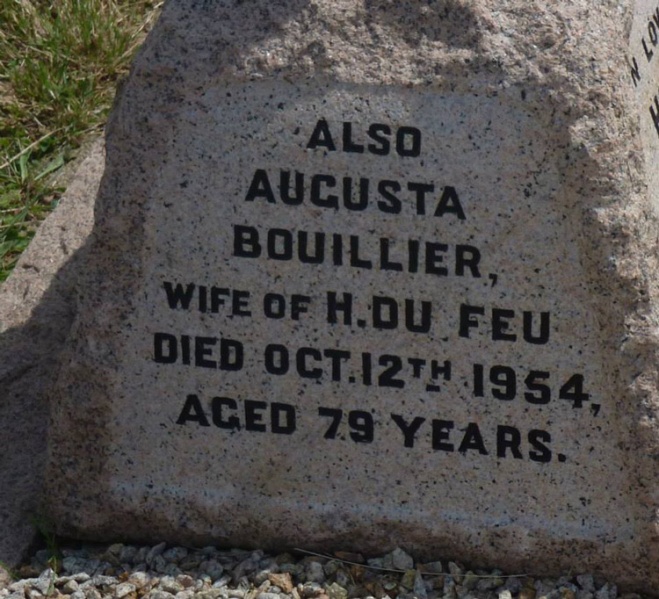 ALSO
AUGUSTA
BOUILLIER,
WIFE OF H. DU FEU
DIED OCT. 12TH 1954,
AGED 79 YEARS.